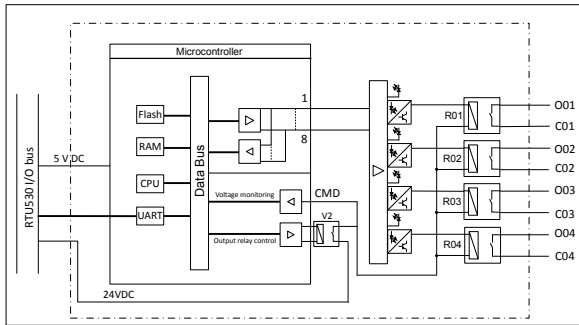 Microcontroller
Flash
RAM
CPU
UART
Data Bus
RTU530 I/O bus
5 V DC
24VDC
1
8
Voltage monitoring
CMD
Output relay control
V2
R01
O01
C01
R02
O02
C02
R03
O03
C03
R04
O04
C04